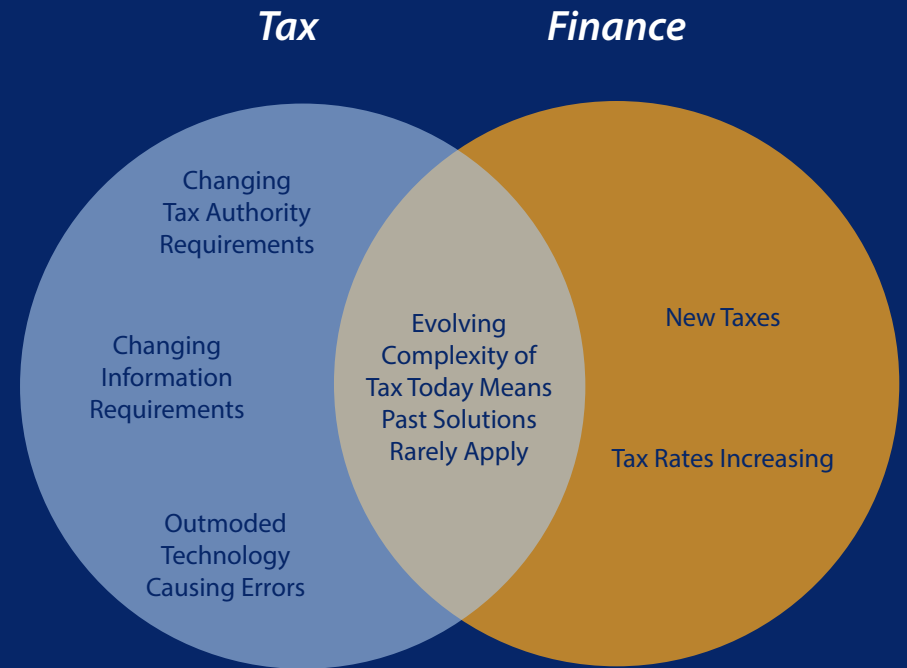 Tax
Finance
Changing
Tax Authority
Requirements
Changing
Information
Requirements
Outmoded
Technology
Causing Errors
Evolving
Complexity of
Tax Today Means
Past Solutions
Rarely Apply
New Taxes
Tax Rates Increasing